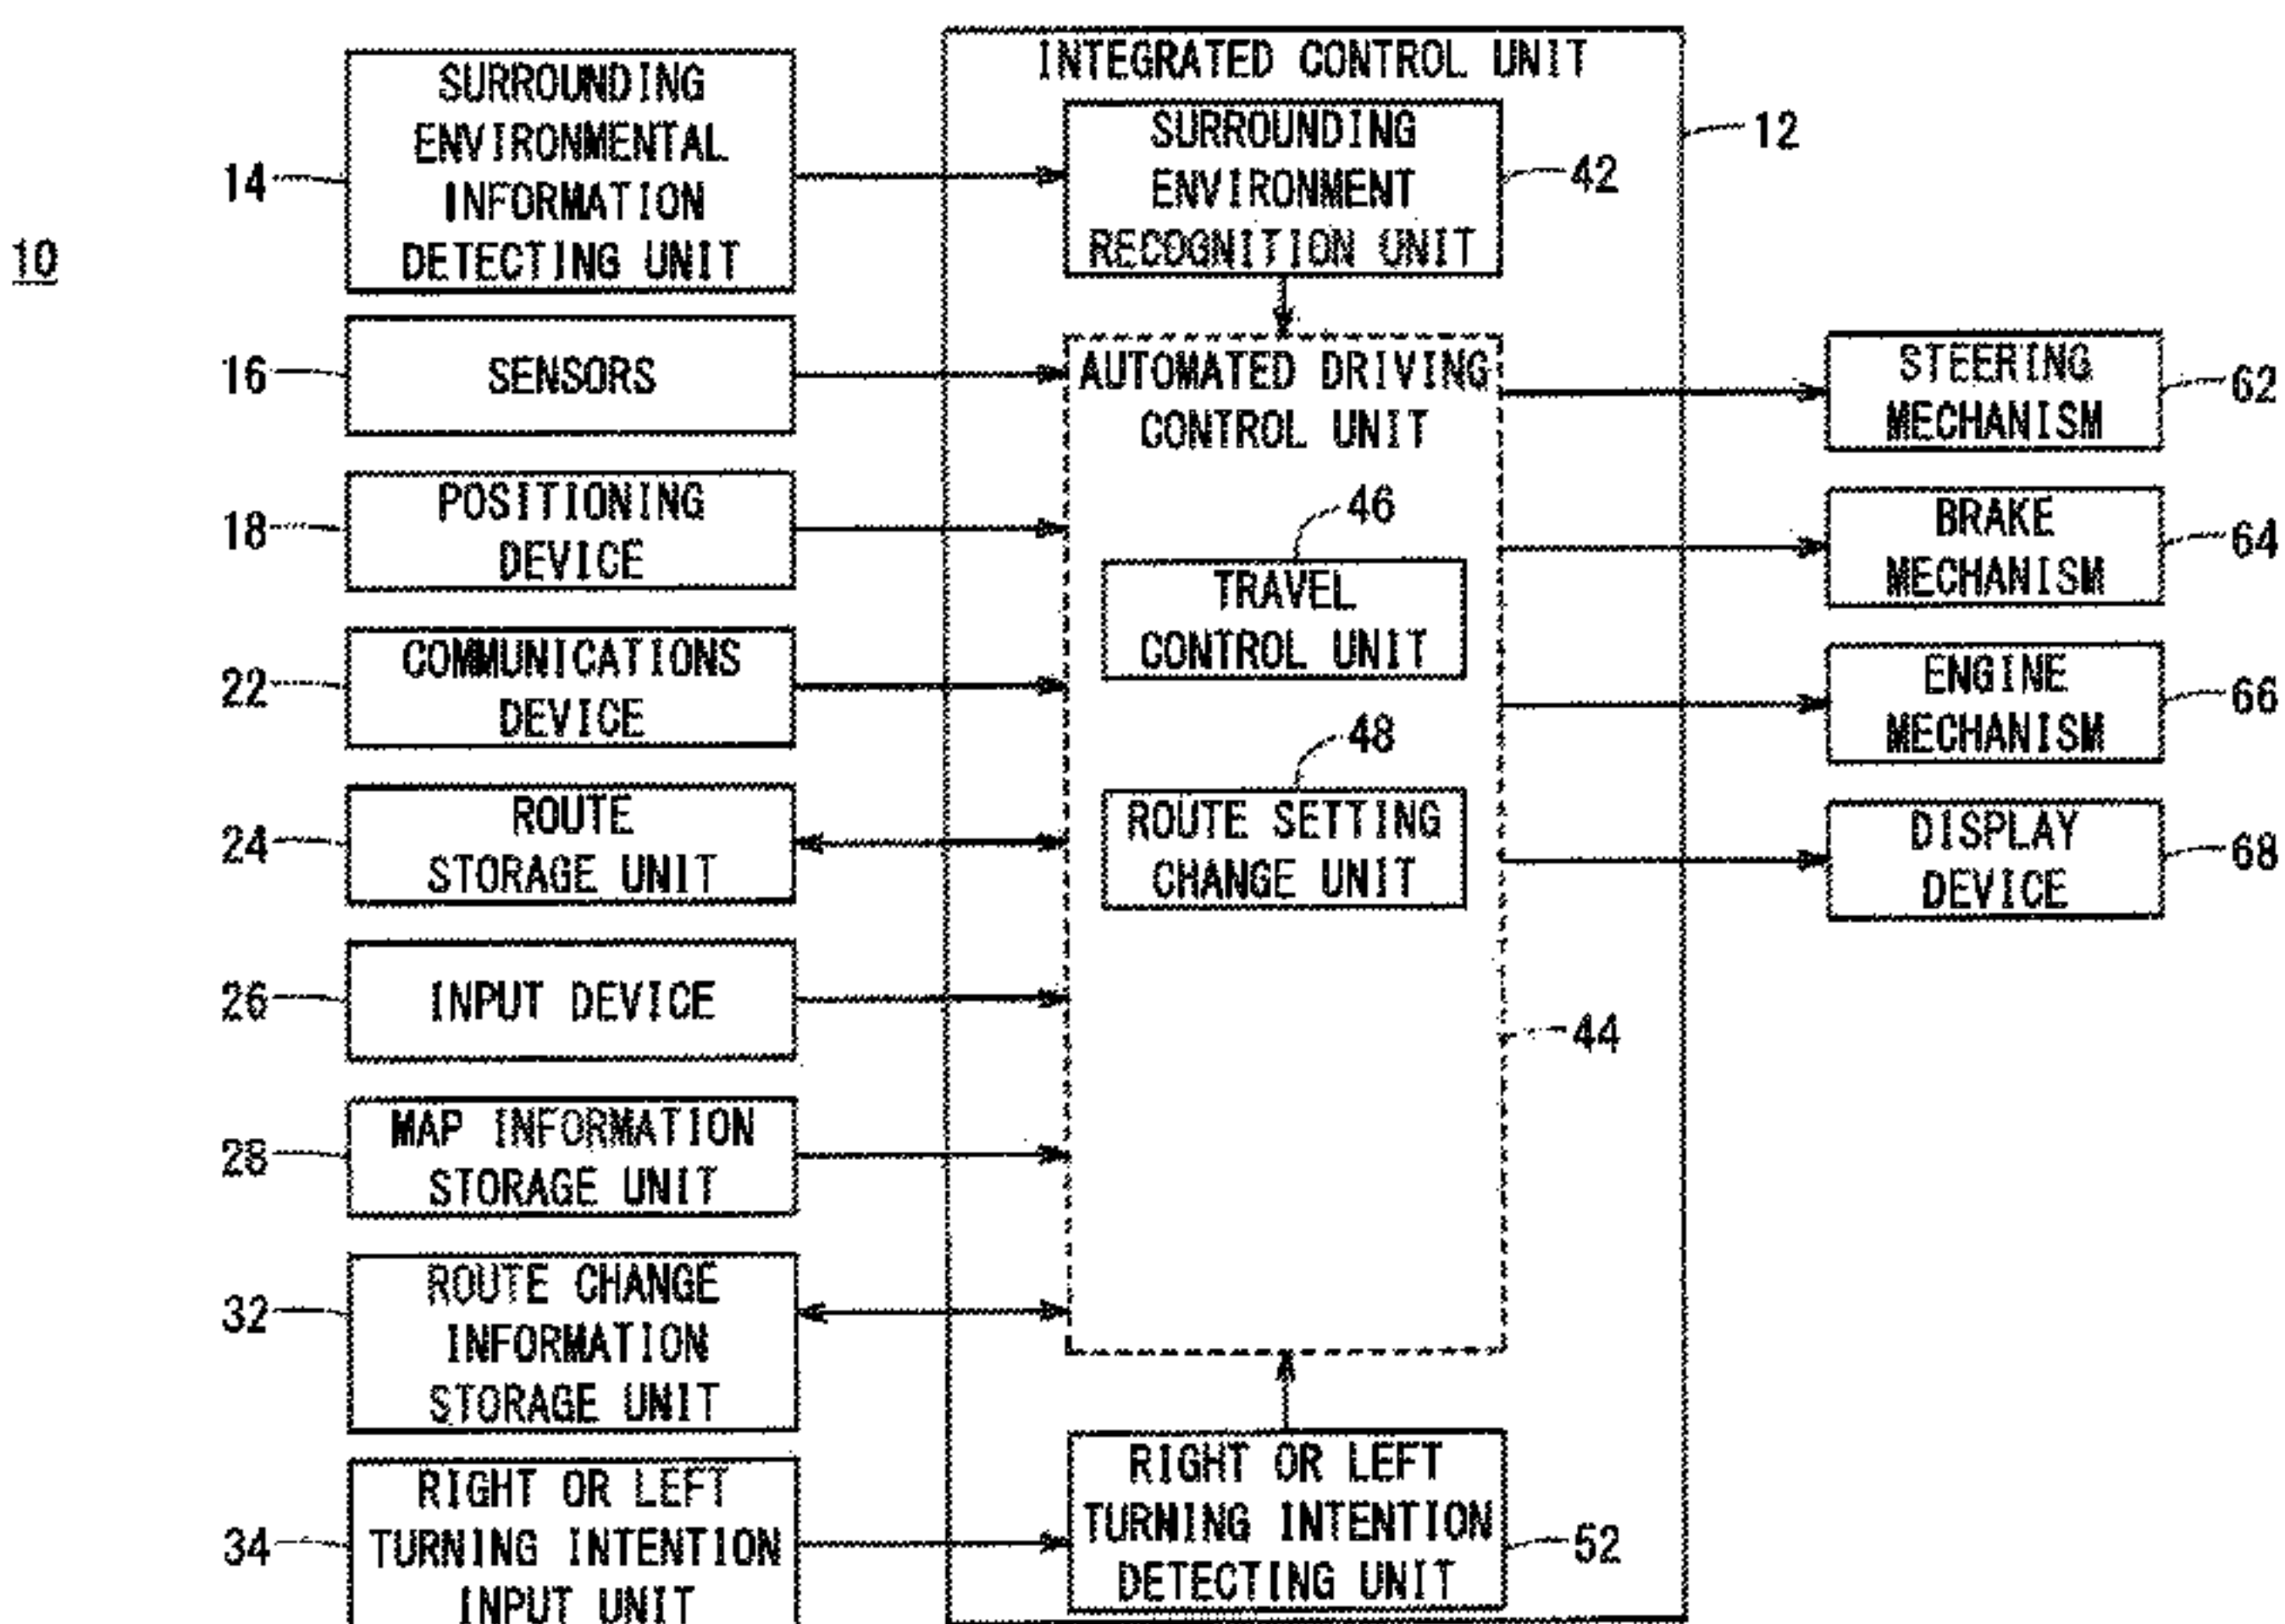 10
14
SURROUNDING
ENVIRONMENTAL
INFORMATION
DETECTING UNIT
16
SENSORS
18
POSITIONING
DEVICE
22
COMMUNICATIONS
DEVICE
24
ROUTE
STORAGE UNIT
26
INPUT DEVICE
28
MAP INFORMATION
STORAGE UNIT
32
ROUTE CHANGE
INFORMATION
STORAGE UNIT
34
RIGHT OR LEFT
TURNING INTENTION
INPUT UNIT
INTEGRATED CONTROL UNIT
12
SURROUNDING
ENVIRONMENT
RECOGNITION UNIT
42
AUTOMATED DRIVING
CONTROL UNIT
46
TRAVEL
CONTROL UNIT
48
ROUTE SETTING
CHANGE UNIT
44
RIGHT OR LEFT
TURNING INTENTION
DETECTING UNIT
52
STEERING
MECHANISM
62
BRAKE
MECHANISM
64
ENGINE
MECHANISM
66
DISPLAY
DEVICE
68